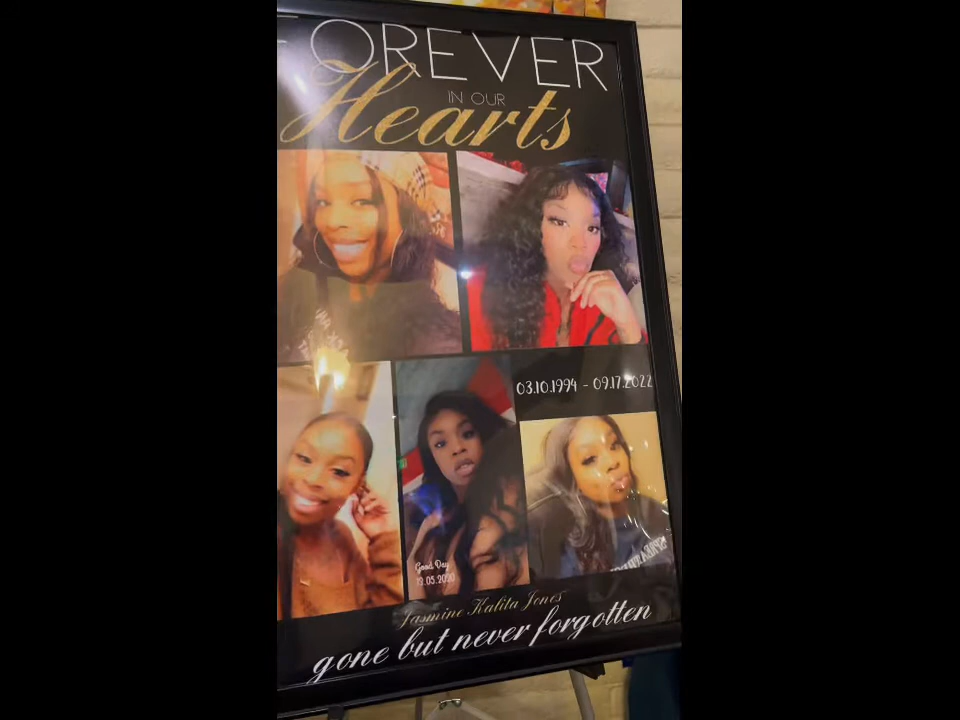 FOREVER
IN OUR
Hearts
03.10.1994 - 09.17.2022
Good Day
Jasmine Kalita Jones
gone but never forgotten